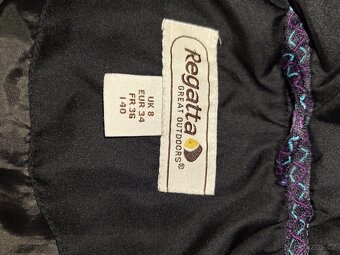 Regatta
GREAT OUTDOORS®
UK 8
EUR 34
FR 36
I 40